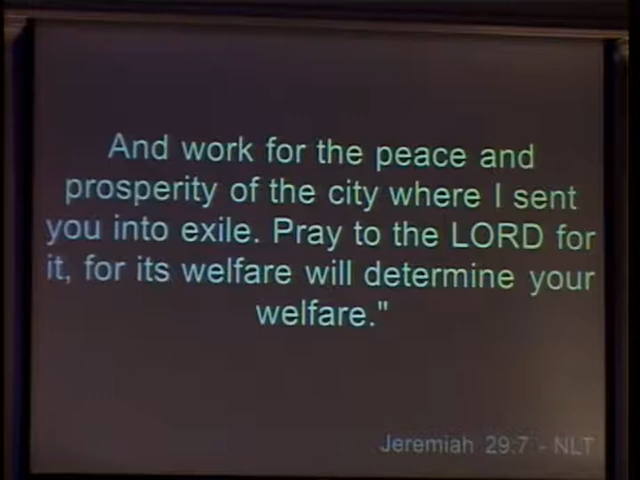 And work for the peace and
prosperity of the city where I sent
you into exile. Pray to the LORD for
it, for its welfare will determine your
welfare."
Jeremiah 29:7 - NLT